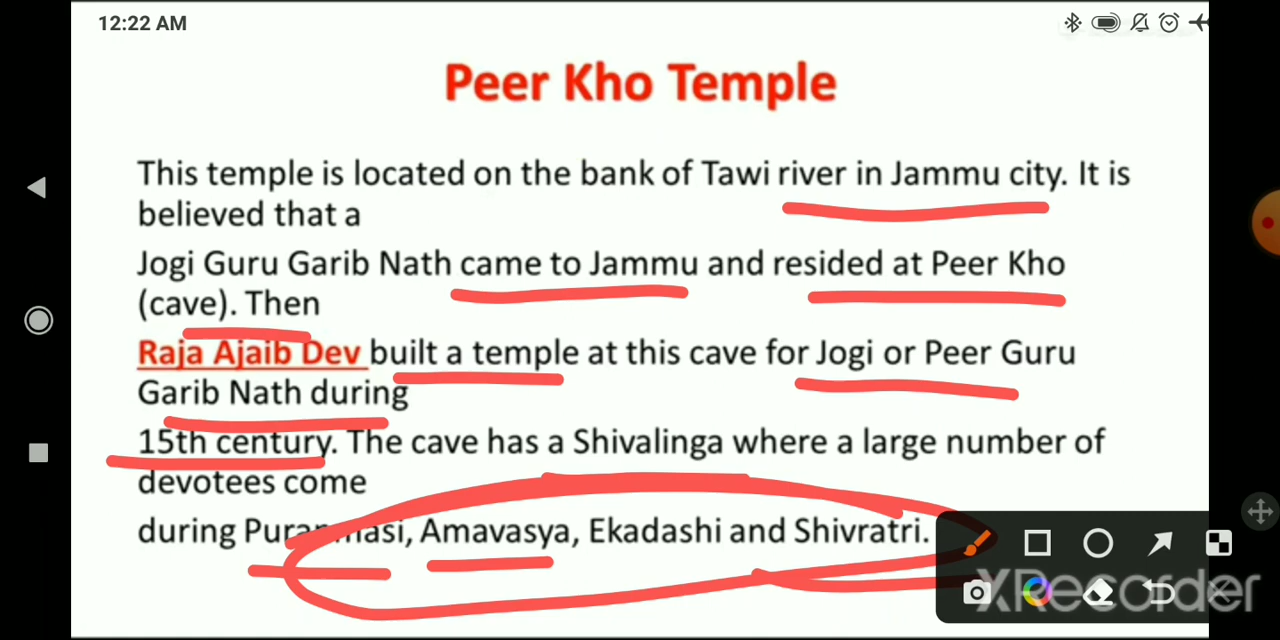 12:22 AM
Peer Kho Temple
This temple is located on the bank of Tawi river in Jammu city. It is
believed that a
Jogi Guru Garib Nath came to Jammu and resided at Peer Kho
(cave). Then
Raja Ajaib Dev built a temple at this cave for Jogi or Peer Guru
Garib Nath during
15th century. The cave has a Shivalinga where a large number of
devotees come
during Amavasya, Ekadashi and Shivratri.
XRecorder